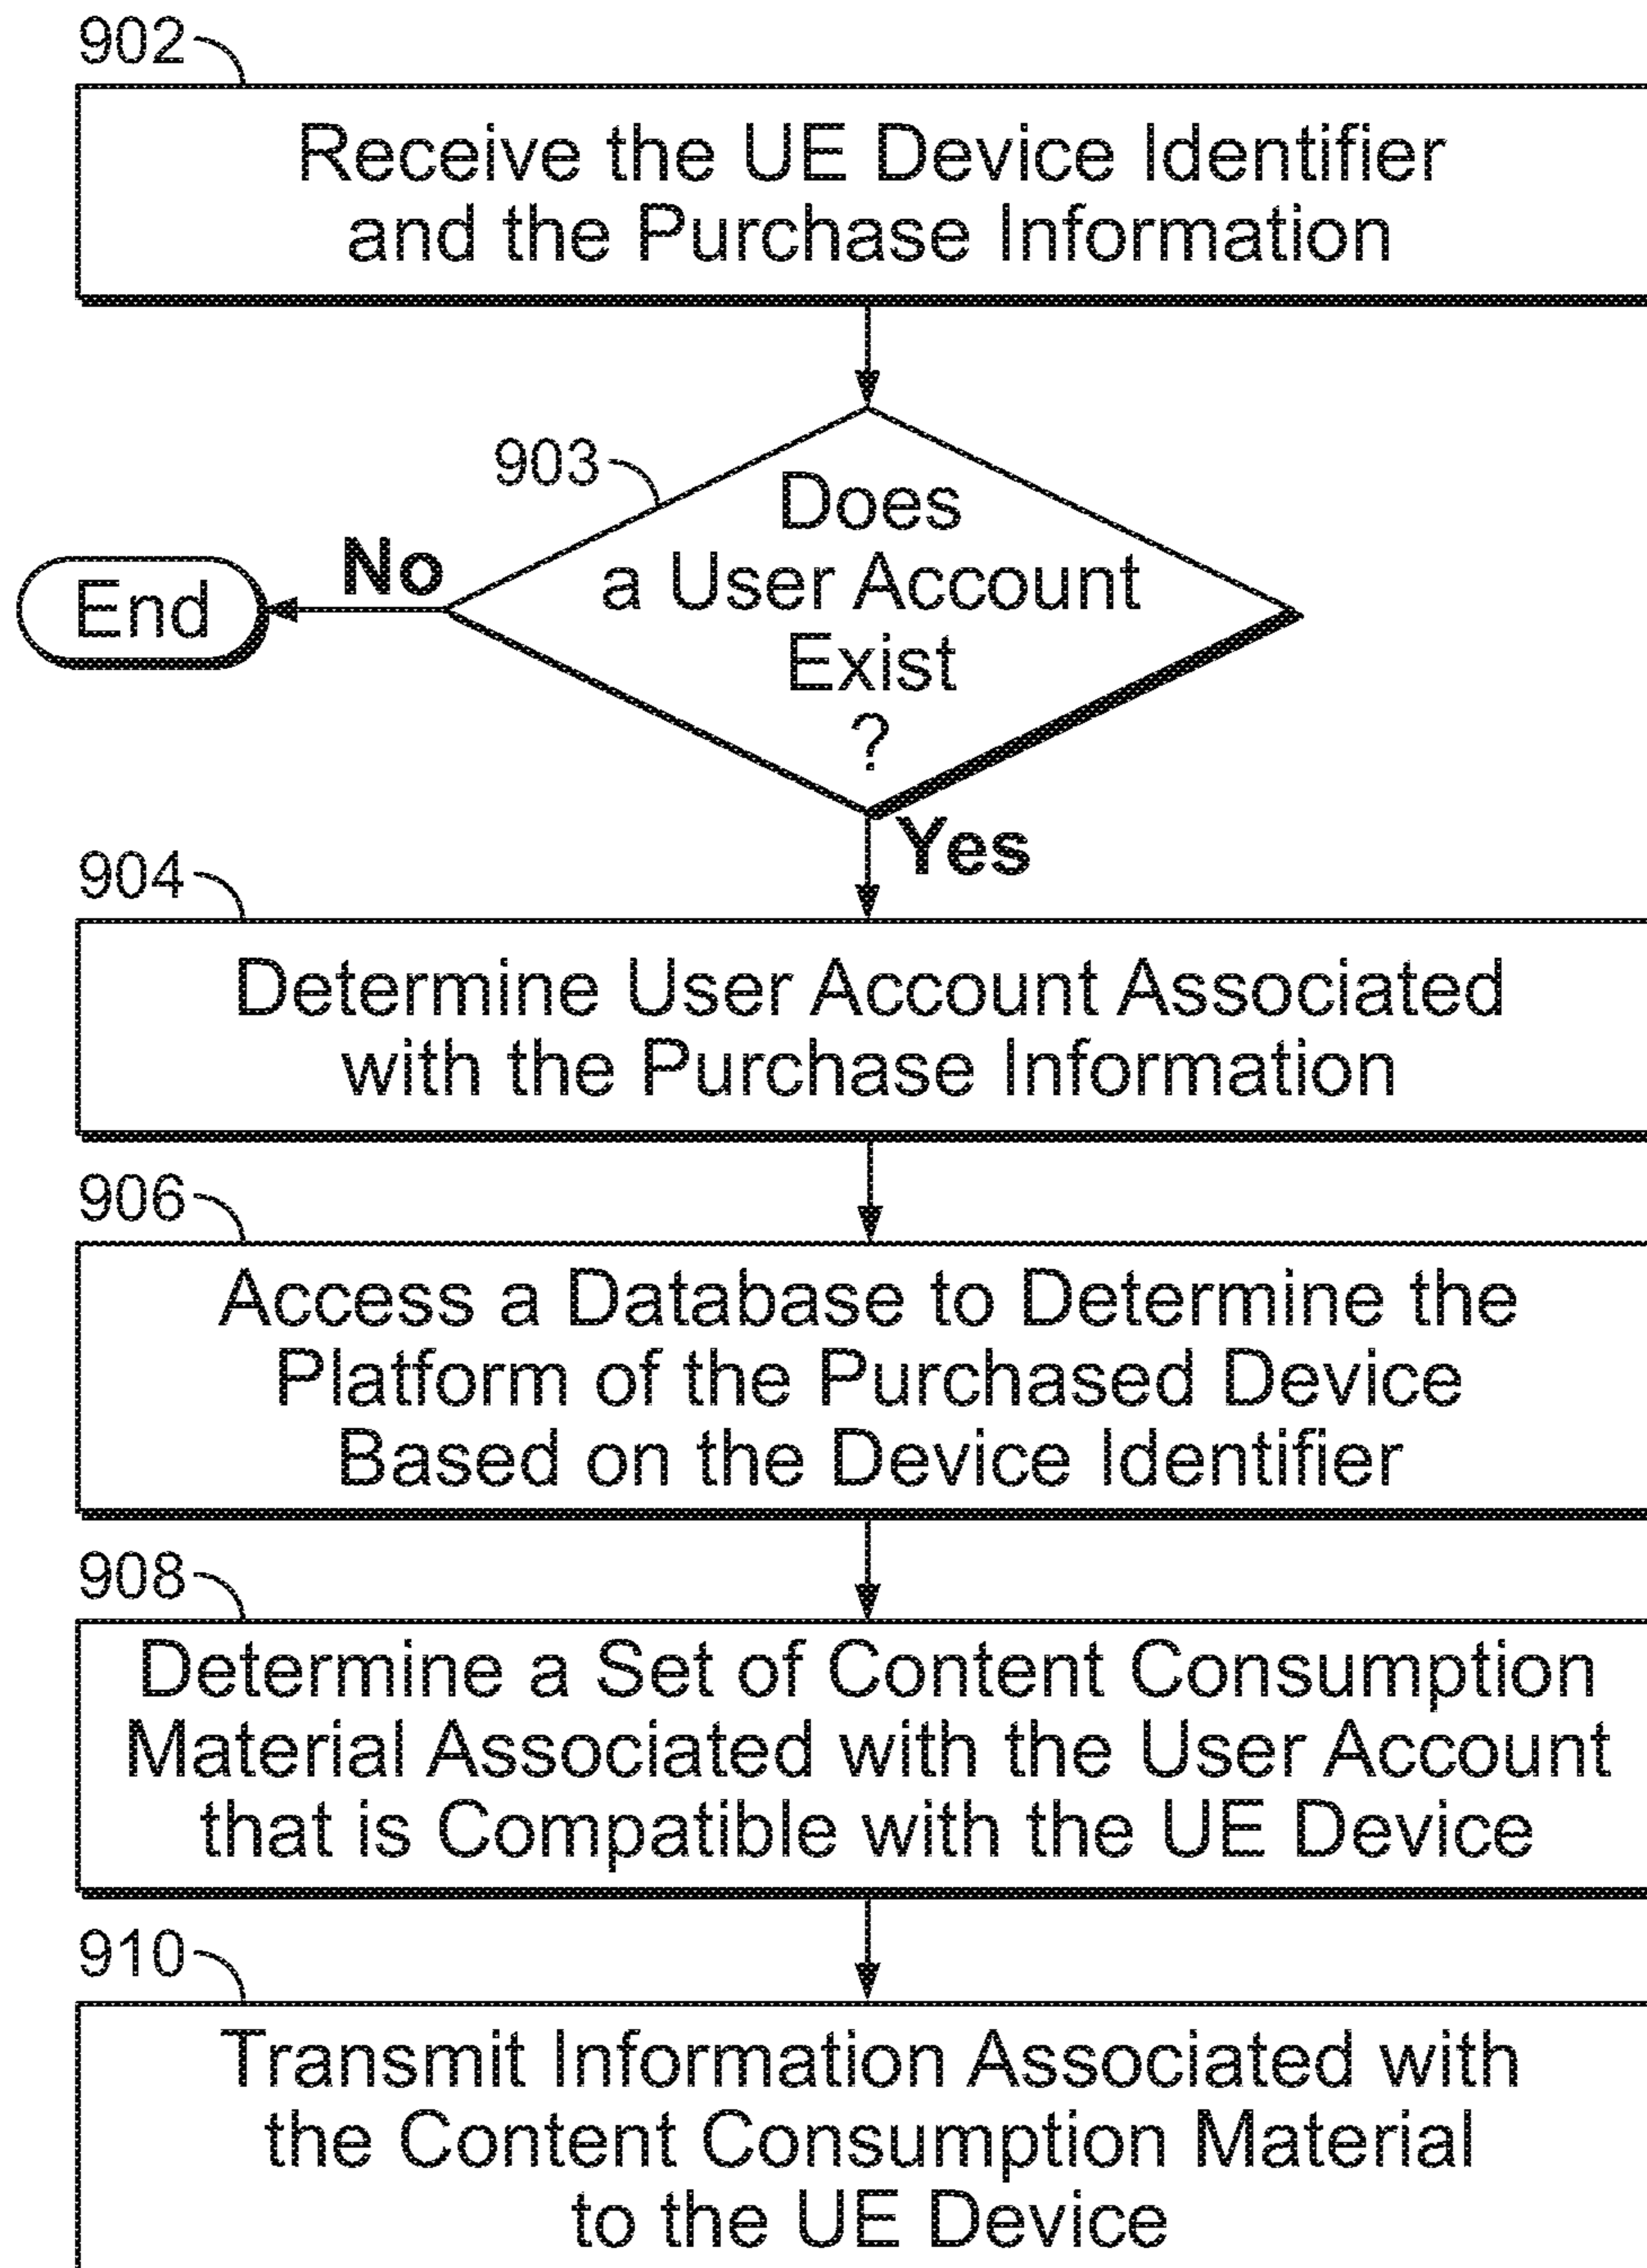 902
Receive the UE Device Identifier
and the Purchase Information
903
Does
a User Account
Exist
?
No
End
Yes
904
Determine User Account Associated
with the Purchase Information
906
Access a Database to Determine the
Platform of the Purchased Device
Based on the Device Identifier
908
Determine a Set of Content Consumption
Material Associated with the User Account
that is Compatible with the UE Device
910
Transmit Information Associated with
the Content Consumption Material
to the UE Device